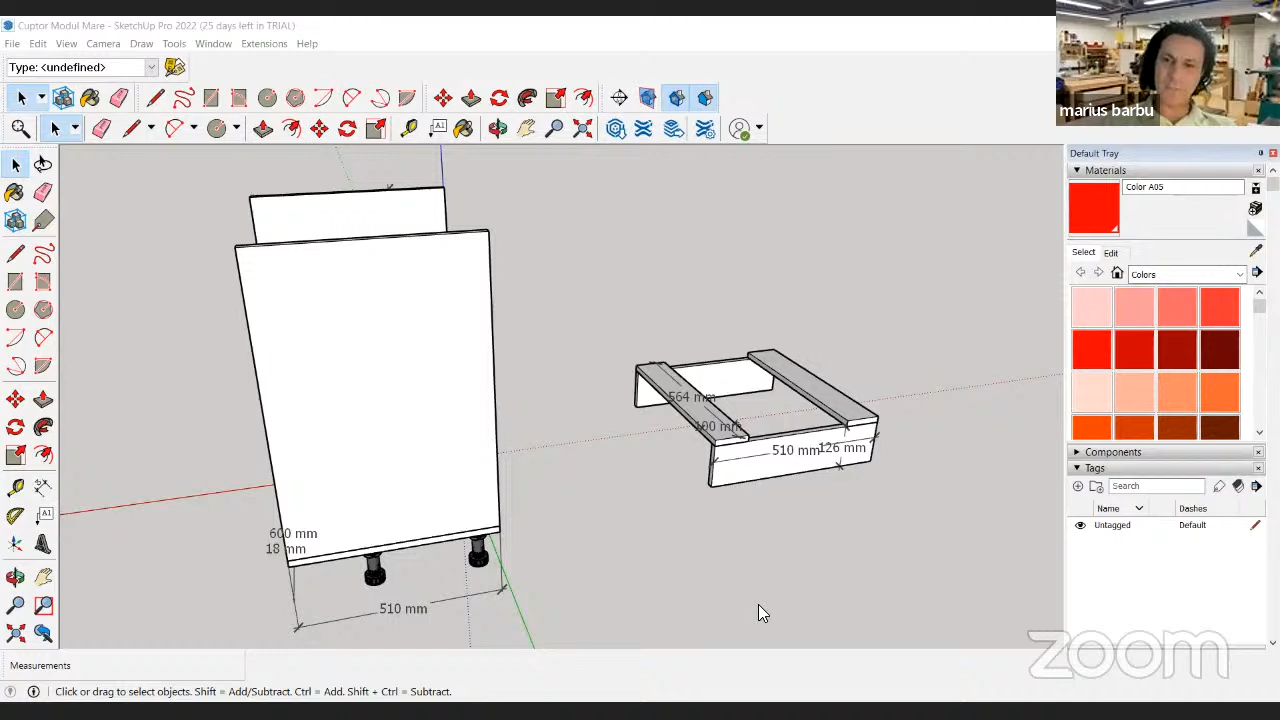 Cuptor Modul Mare - SketchUp Pro 2022 (25 days left in TRIAL)
File Edit View Camera Draw Tools Window Extensions Help
Type: <undefined>
marius barbu
A1
Default Tray
Materials
Color A05
Select Edit
Colors
564 mm
100 mm
510 mm 126 mm
600 mm
18 mm
510 mm
A1
Components
Tags
Search
Name Dashes
Untagged Default
zoom
Measurements
Click or drag to select objects. Shift = Add/Subtract. Ctrl = Add. Shift + Ctrl = Subtract.